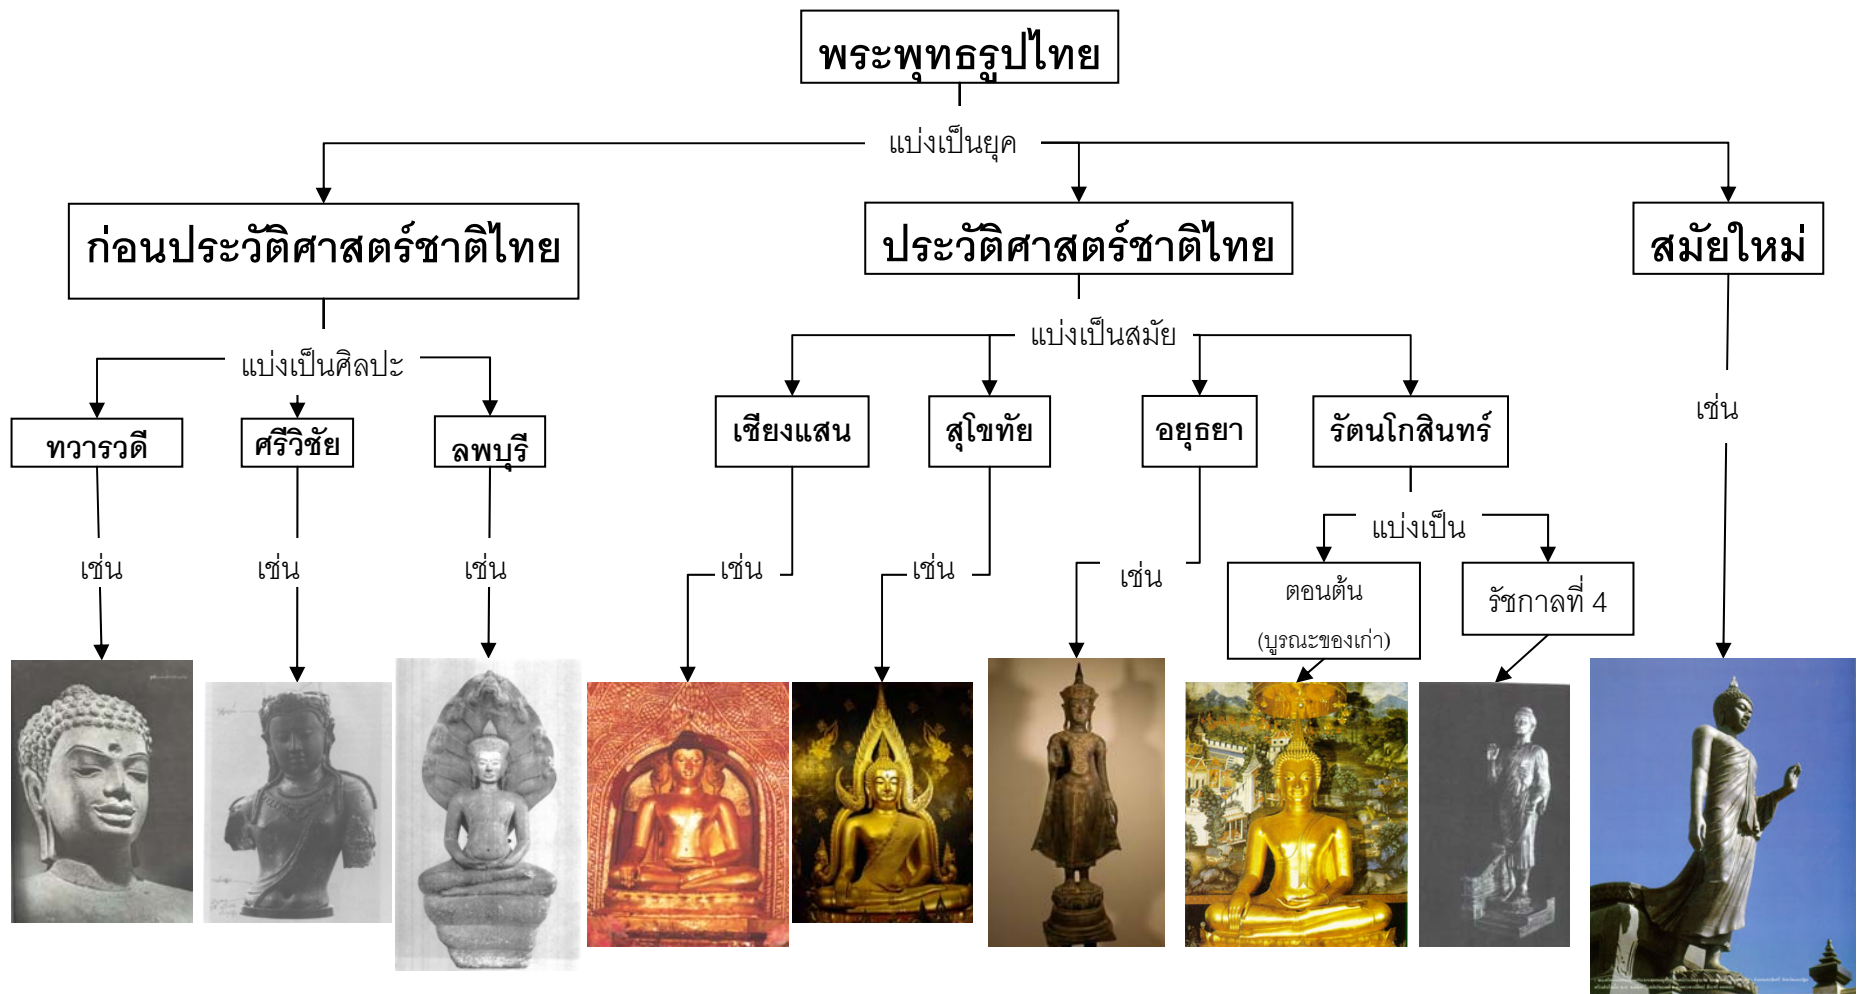 พระพุทธรูปไทย
แบ่งเป็นยุค
ก่อนประวัติศาสตร์ชาติไทย
ประวัติศาสตร์ชาติไทย
สมัยใหม่
แบ่งเป็นศิลปะ
แบ่งเป็นสมัย
ทวารวดี
ศรีวิชัย
ลพบุรี
เชียงแสน
สุโขทัย
อยุธยา
รัตนโกสินทร์
เช่น
แบ่งเป็น
เช่น
เช่น
เช่น
เช่น
เช่น
เช่น
ตอนต้น
(บูรณะของเก่า)
รัชกาลที่ 4